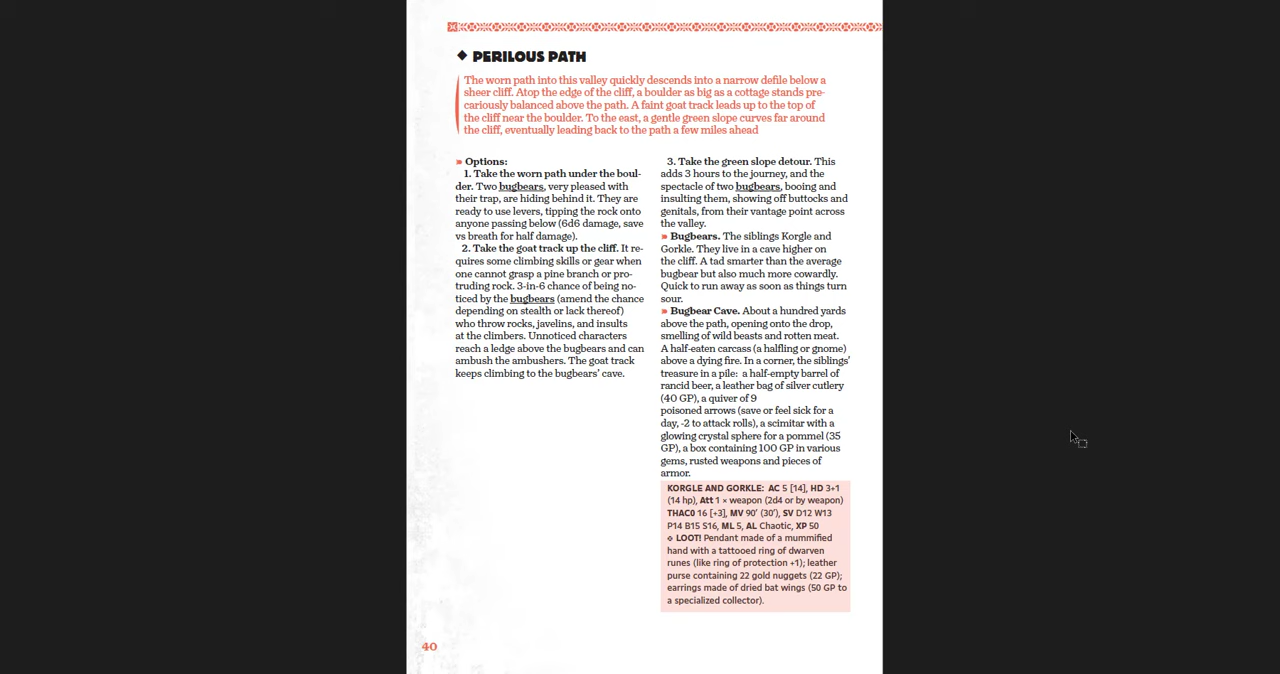 PERILOUS PATH
The worn path into this valley quickly descends into a narrow defile below a
sheer cliff. Atop the edge of the cliff, a boulder as big as a cottage stands pre-
cariously balanced above the path. A faint goat track leads up to the top of
the cliff near the boulder. To the east, a gentle green slope curves far around
the cliff, eventually leading back to the path a few miles ahead
Options:
1. Take the worn path under the boul-
der. Two bugbears, very pleased with
their trap, are hiding behind it. They are
ready to use levers, tipping the rock onto
anyone passing below (6d6 damage, save
vs breath for half damage).
2. Take the goat track up the cliff. It re-
quires some climbing skills or gear when
one cannot grasp a pine branch or pro-
truding rock. 3-in-6 chance of being no-
ticed by the bugbears (amend the chance
depending on stealth or lack thereof)
who throw rocks, javelins, and insults
at the climbers. Unnoticed characters
reach a ledge above the bugbears and can
ambush the ambushers. The goat track
keeps climbing to the bugbears' cave.
3. Take the green slope detour. This
adds 3 hours to the journey, and the
spectacle of two bugbears, booing and
insulting them, showing off buttocks and
genitals, from their vantage point across
the valley.
Bugbears. The siblings Korgle and
Gorkle. They live in a cave higher on
the cliff. A tad smarter than the average
bugbear but also much more cowardly.
Quick to run away as soon as things turn
sour.
Bugbear Cave. About a hundred yards
above the path, opening onto the drop,
smelling of wild beasts and rotten meat.
A half-eaten carcass (a halfling or gnome)
above a dying fire. In a corner, the siblings'
treasure in a pile: a half-empty barrel of
rancid beer, a leather bag of silver cutlery
(40 GP), a quiver of 9
poisoned arrows (save or feel sick for a
day, -2 to attack rolls), a scimitar with a
glowing crystal sphere for a pommel (35
GP), a box containing 100 GP in various
gems, rusted weapons and pieces of
armor.
KORGLE AND GORKLE: AC 5 [14], HD 3+1
(14 hp), Att 1 × weapon (2d4 or by weapon)
THAC0 16 [+3], MV 90' (30'), SV D12 W13
P14 B15 S16, ML 5, AL Chaotic, XP 50
❖ LOOT! Pendant made of a mummified
hand with a tattooed ring of dwarven
runes (like ring of protection +1); leather
purse containing 22 gold nuggets (22 GP);
earrings made of dried bat wings (50 GP to
a specialized collector).
40